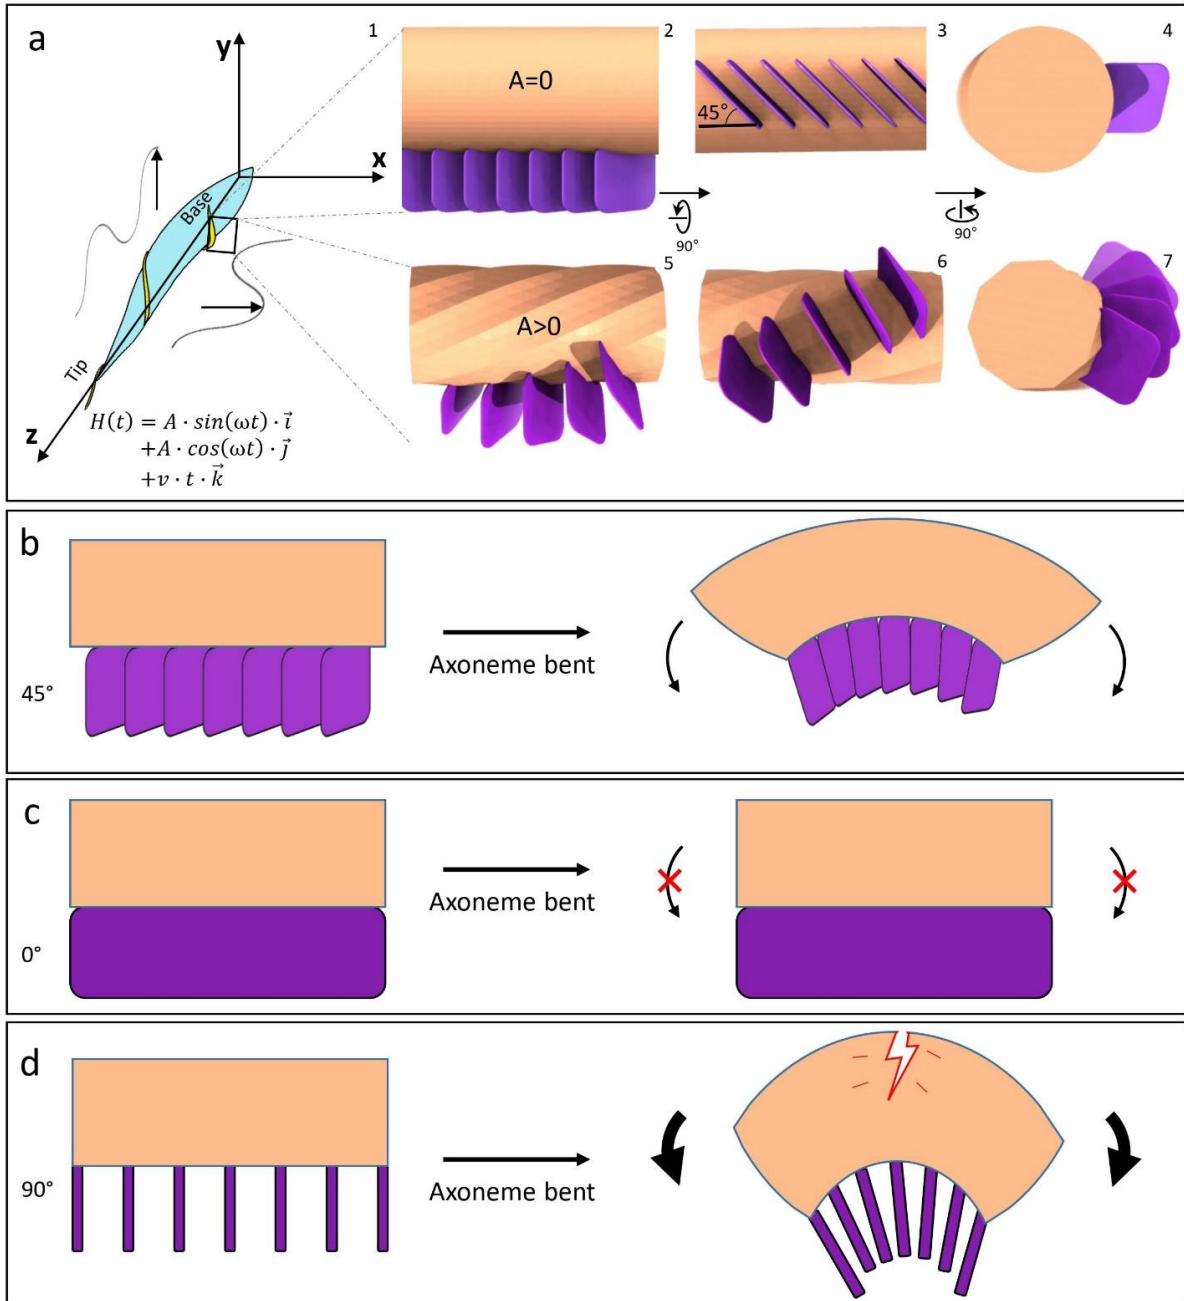 a
y
x
z
Base
Tip
H(t) = A · sin(ωt) · i⃗
+A · cos(ωt) · j⃗
+v · t · k⃗
1
A=0
2
45°
3
4
90°
90°
5
A>0
6
7
b
45°
Axoneme bent
c
0°
Axoneme bent
d
90°
Axoneme bent